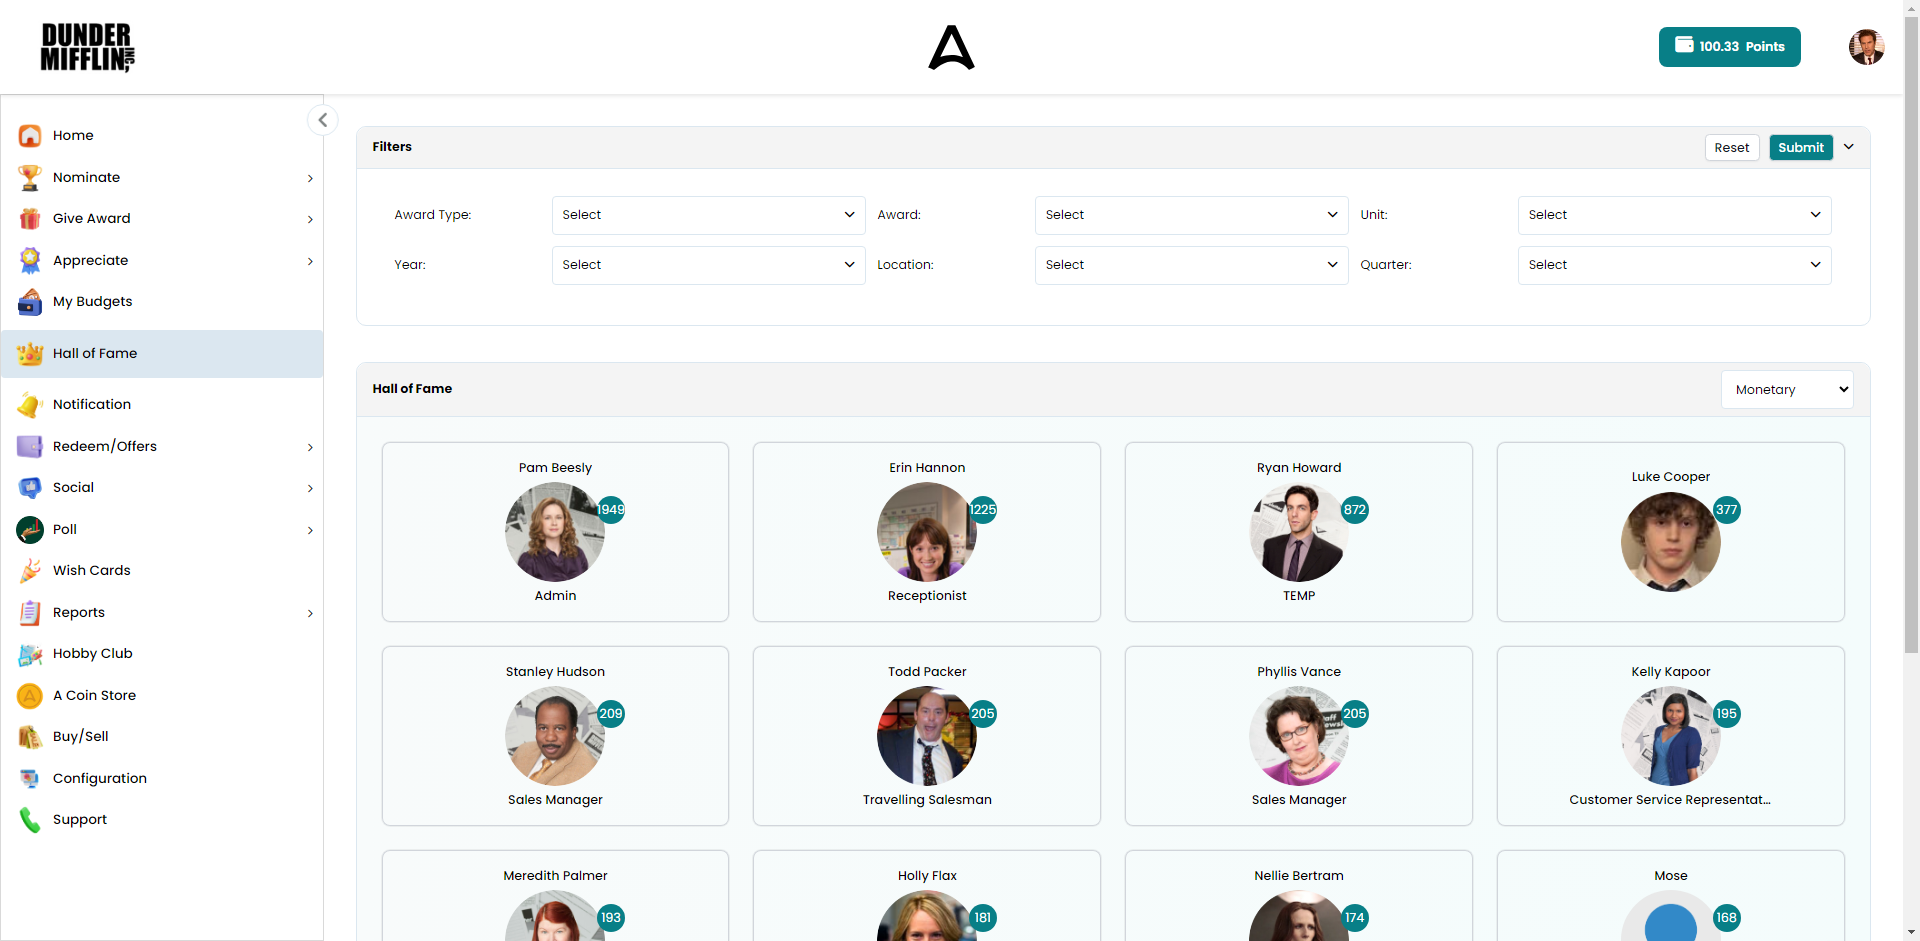 DUNDER
MIFFLIN INC,
100.33 Points
Home
Nominate
Give Award
Appreciate
My Budgets
Hall of Fame
Notification
Redeem/Offers
Social
Poll
Wish Cards
Reports
Hobby Club
A Coin Store
Buy/Sell
Configuration
Support
Filters
Reset
Submit
Award Type:
Select
Award:
Select
Unit:
Select
Year:
Select
Location:
Select
Quarter:
Select
Hall of Fame
Monetary
Pam Beesly
1949
Admin
Erin Hannon
1225
Receptionist
Ryan Howard
872
TEMP
Luke Cooper
377
Stanley Hudson
209
Sales Manager
Todd Packer
205
Travelling Salesman
Phyllis Vance
205
Sales Manager
Kelly Kapoor
195
Customer Service Representat...
Meredith Palmer
193
Holly Flax
181
Nellie Bertram
174
Mose
168